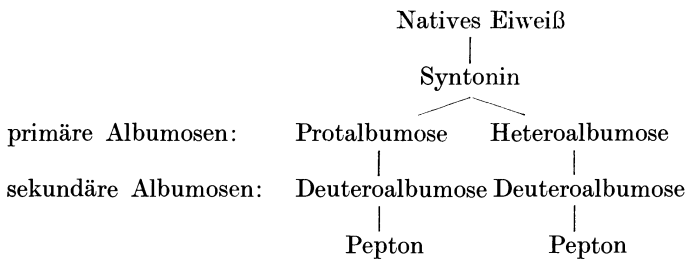 Natives Eiweiß
Syntonin
primäre Albumosen: Protalbumose Heteroalbumose
sekundäre Albumosen: Deuteroalbumose Deuteroalbumose
Pepton Pepton